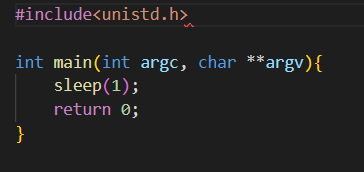 #include<unistd.h>
int main(int argc, char **argv){
    sleep(1);
    return 0;
}